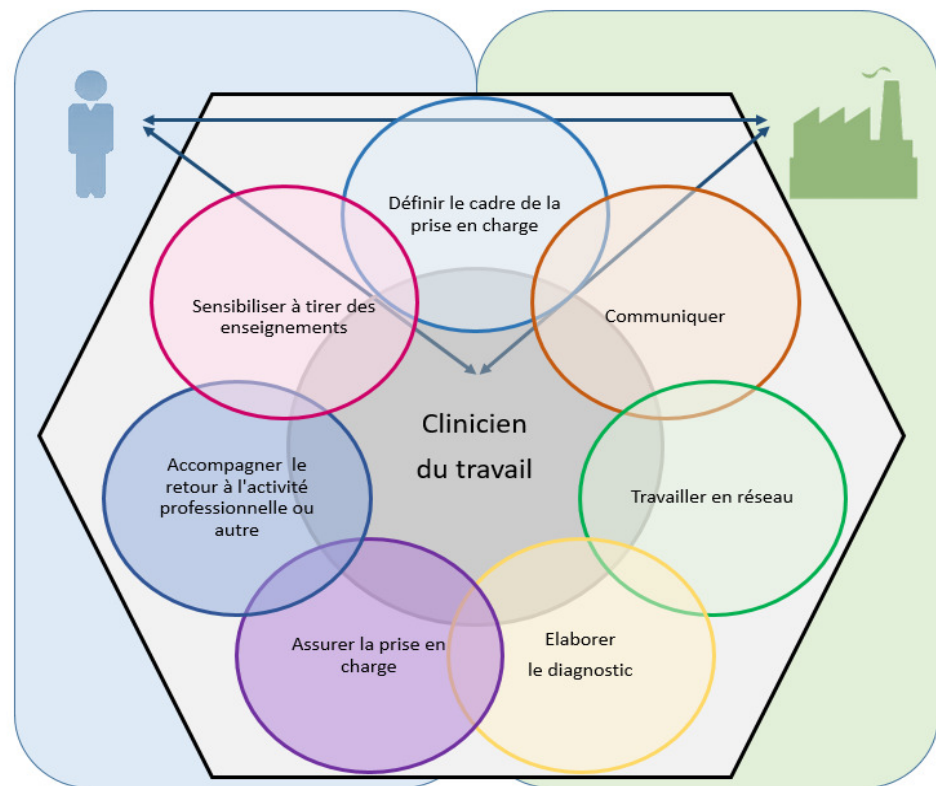 Définir le cadre de la
prise en charge
Sensibiliser à tirer des
enseignements
Communiquer
Clinicien
du travail
Accompagner le
retour à l'activité
professionnelle ou
autre
Travailler en réseau
Assurer la prise en
charge
Elaborer
le diagnostic